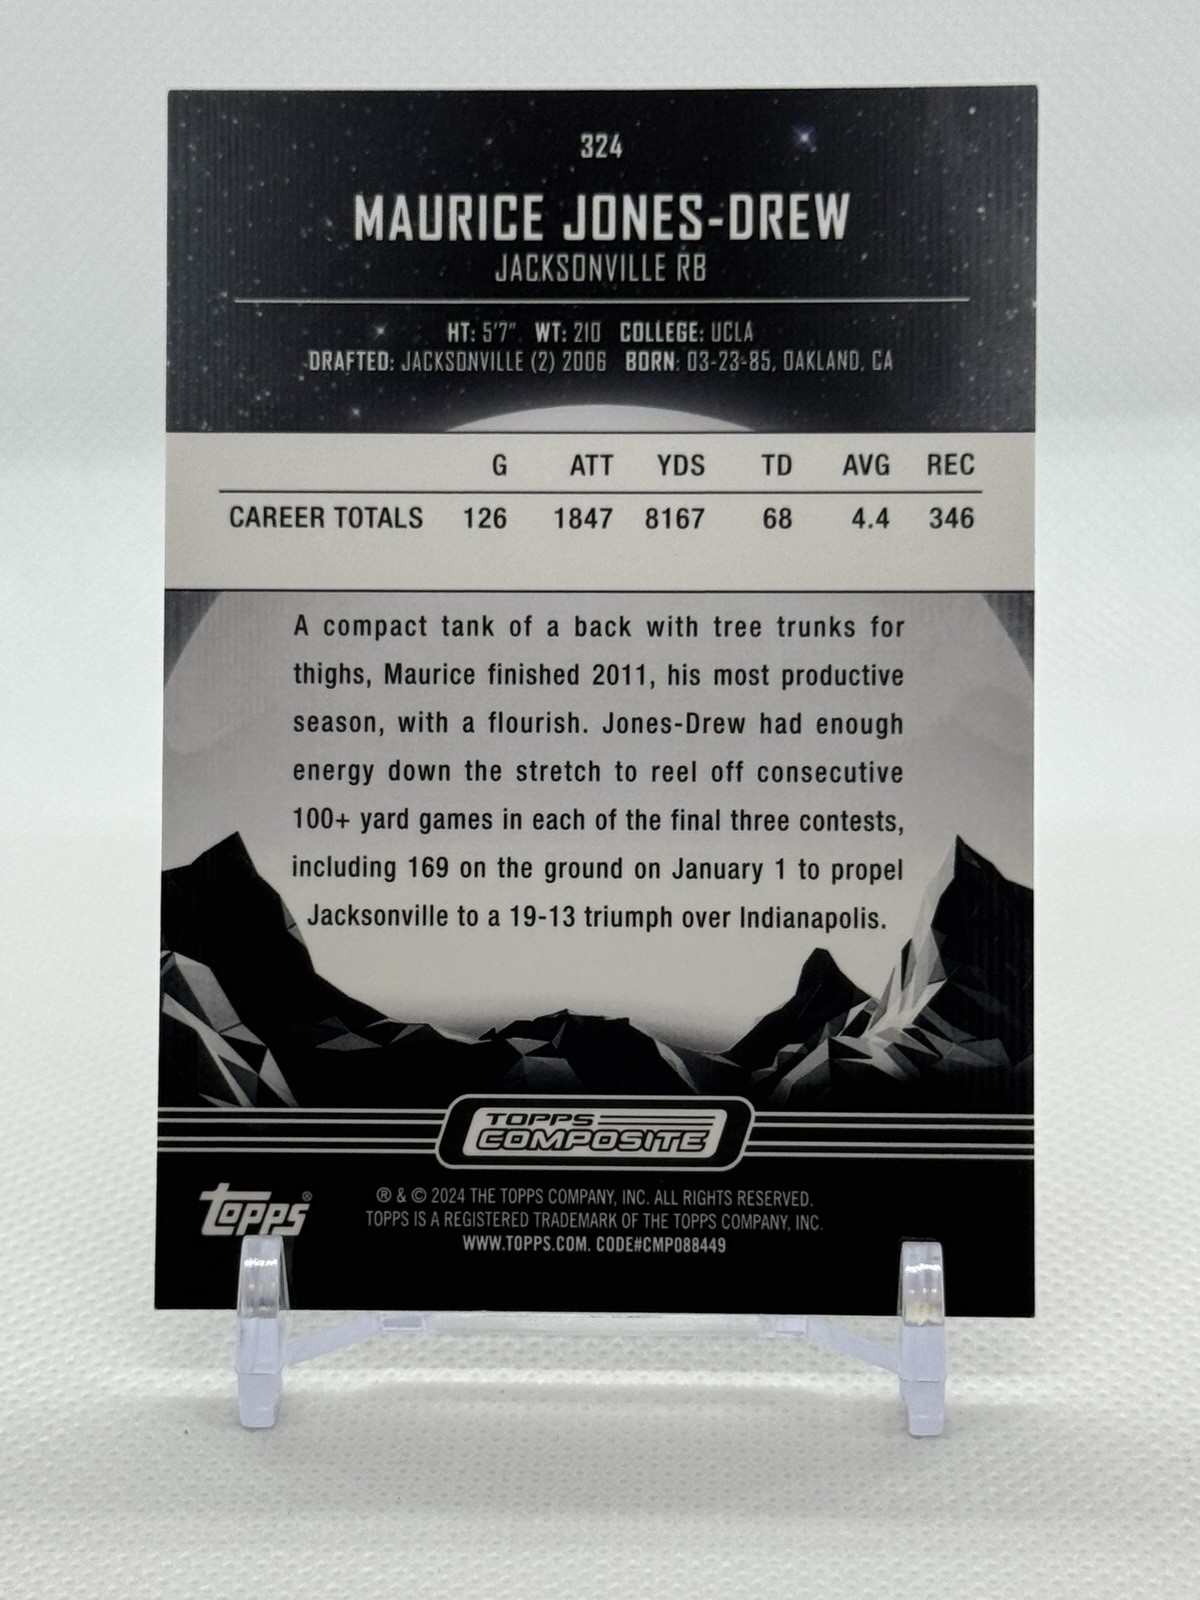 324
MAURICE JONES-DREW
JACKSONVILLE RB
HT: 5'7" WT: 210 COLLEGE: UCLA
DRAFTED: JACKSONVILLE (2) 2006 BORN: 03-23-85, OAKLAND, CA
G ATT YDS TD AVG REC
CAREER TOTALS 126 1847 8167 68 4.4 346
A compact tank of a back with tree trunks for
thighs, Maurice finished 2011, his most productive
season, with a flourish. Jones-Drew had enough
energy down the stretch to reel off consecutive
100+ yard games in each of the final three contests,
including 169 on the ground on January 1 to propel
Jacksonville to a 19-13 triumph over Indianapolis.
TOPPS
COMPOSITE
topps®
® & © 2024 THE TOPPS COMPANY, INC. ALL RIGHTS RESERVED.
TOPPS IS A REGISTERED TRADEMARK OF THE TOPPS COMPANY, INC.
WWW.TOPPS.COM. CODE#CMP088449